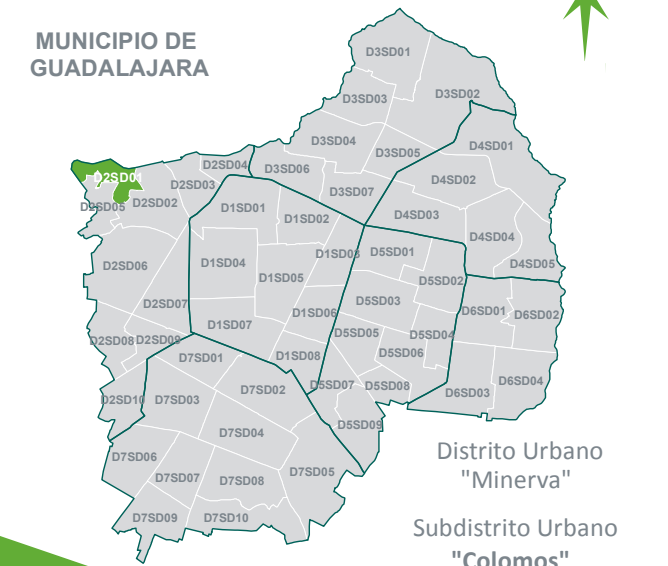 MUNICIPIO DE
GUADALAJARA
D3SD01
D3SD02
D3SD03
D3SD04
D4SD01
D3SD05
D2SD04
D3SD06
D2SD01
D4SD02
D2SD03
D3SD07
D2SD02
D2SD05
D1SD01
D1SD02
D4SD03
D4SD04
D1SD03
D5SD01
D1SD04
D2SD06
D4SD05
D1SD05
D5SD02
D2SD07
D5SD03
D1SD06
D6SD01
D6SD02
D1SD07
D5SD05
D5SD04
D2SD08
D2SD09
D5SD06
D7SD01
D1SD08
D6SD04
D5SD07
D5SD08
D7SD02
D6SD03
D2SD10
D7SD03
D5SD09
D7SD04
Distrito Urbano
"Minerva"
D7SD06
D7SD05
D7SD07
D7SD08
D7SD09
D7SD10
Subdistrito Urbano
"Colomos"